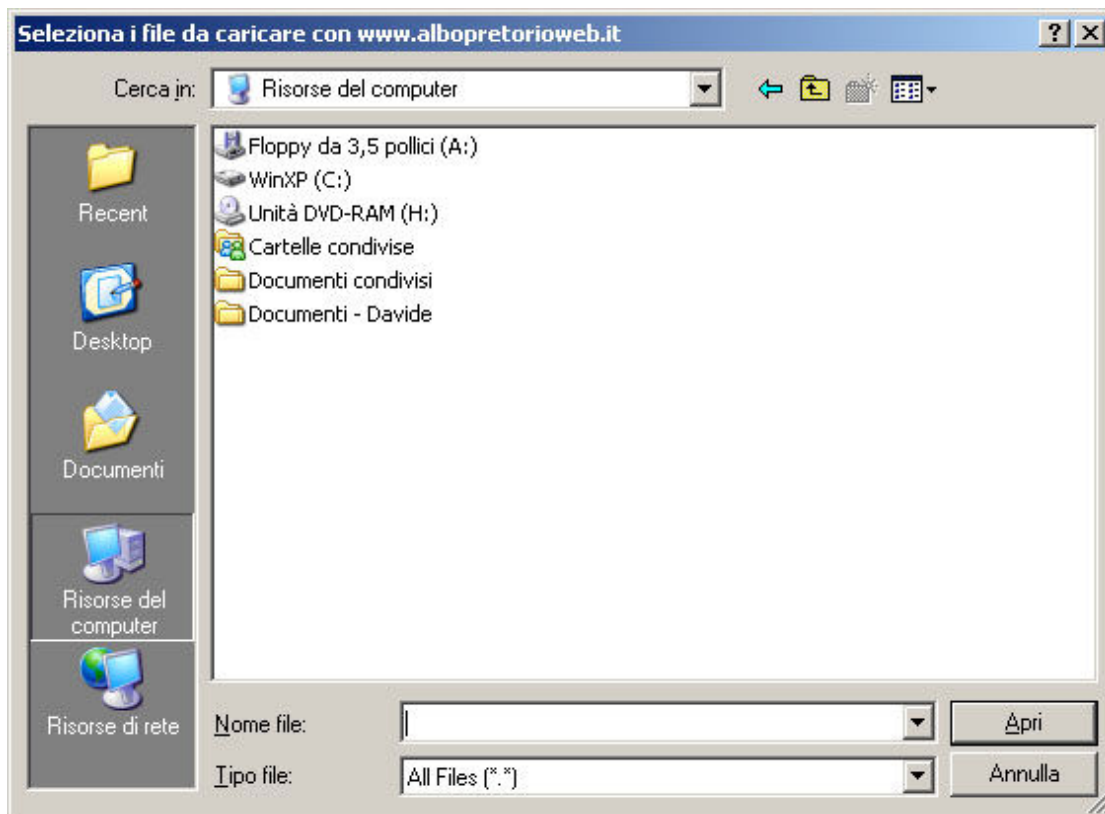 Seleziona i file da caricare con www.albopretorioweb.it
Cerca in:
Risorse del computer
Recent
Desktop
Documenti
Risorse del
computer
Risorse di rete
Floppy da 3,5 pollici (A:)
WinXP (C:)
Unità DVD-RAM (H:)
Cartelle condivise
Documenti condivisi
Documenti - Davide
Nome file:
Apri
Tipo file:
All Files (*.*)
Annulla